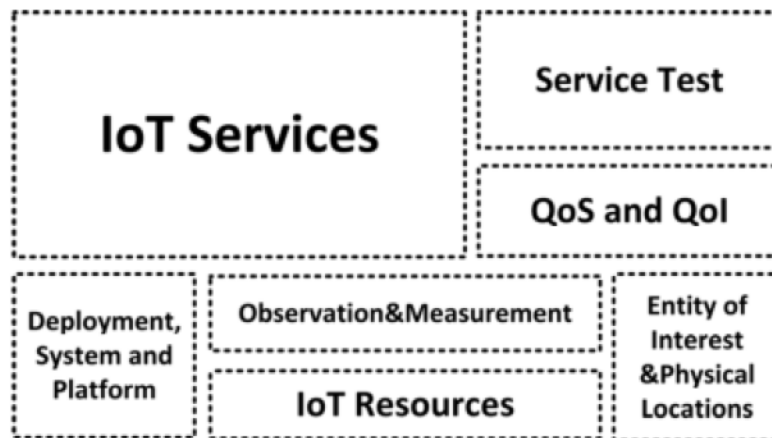 IoT Services
Service Test
QoS and QoI
Deployment,
System and
Platform
Observation&Measurement
IoT Resources
Entity of
Interest
&Physical
Locations